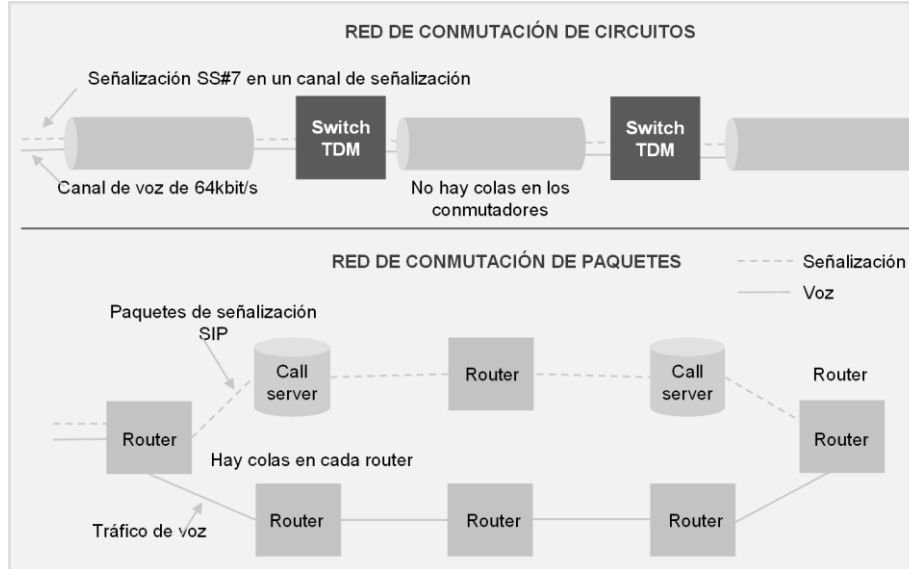 RED DE CONMUTACIÓN DE CIRCUITOS
Señalización SS#7 en un canal de señalización
Switch
TDM
Switch
TDM
Canal de voz de 64kbit/s
No hay colas en los
conmutadores
RED DE CONMUTACIÓN DE PAQUETES
Señalización
Voz
Paquetes de señalización
SIP
Call
server
Router
Call
server
Router
Router
Router
Hay colas en cada router
Tráfico de voz
Router
Router
Router